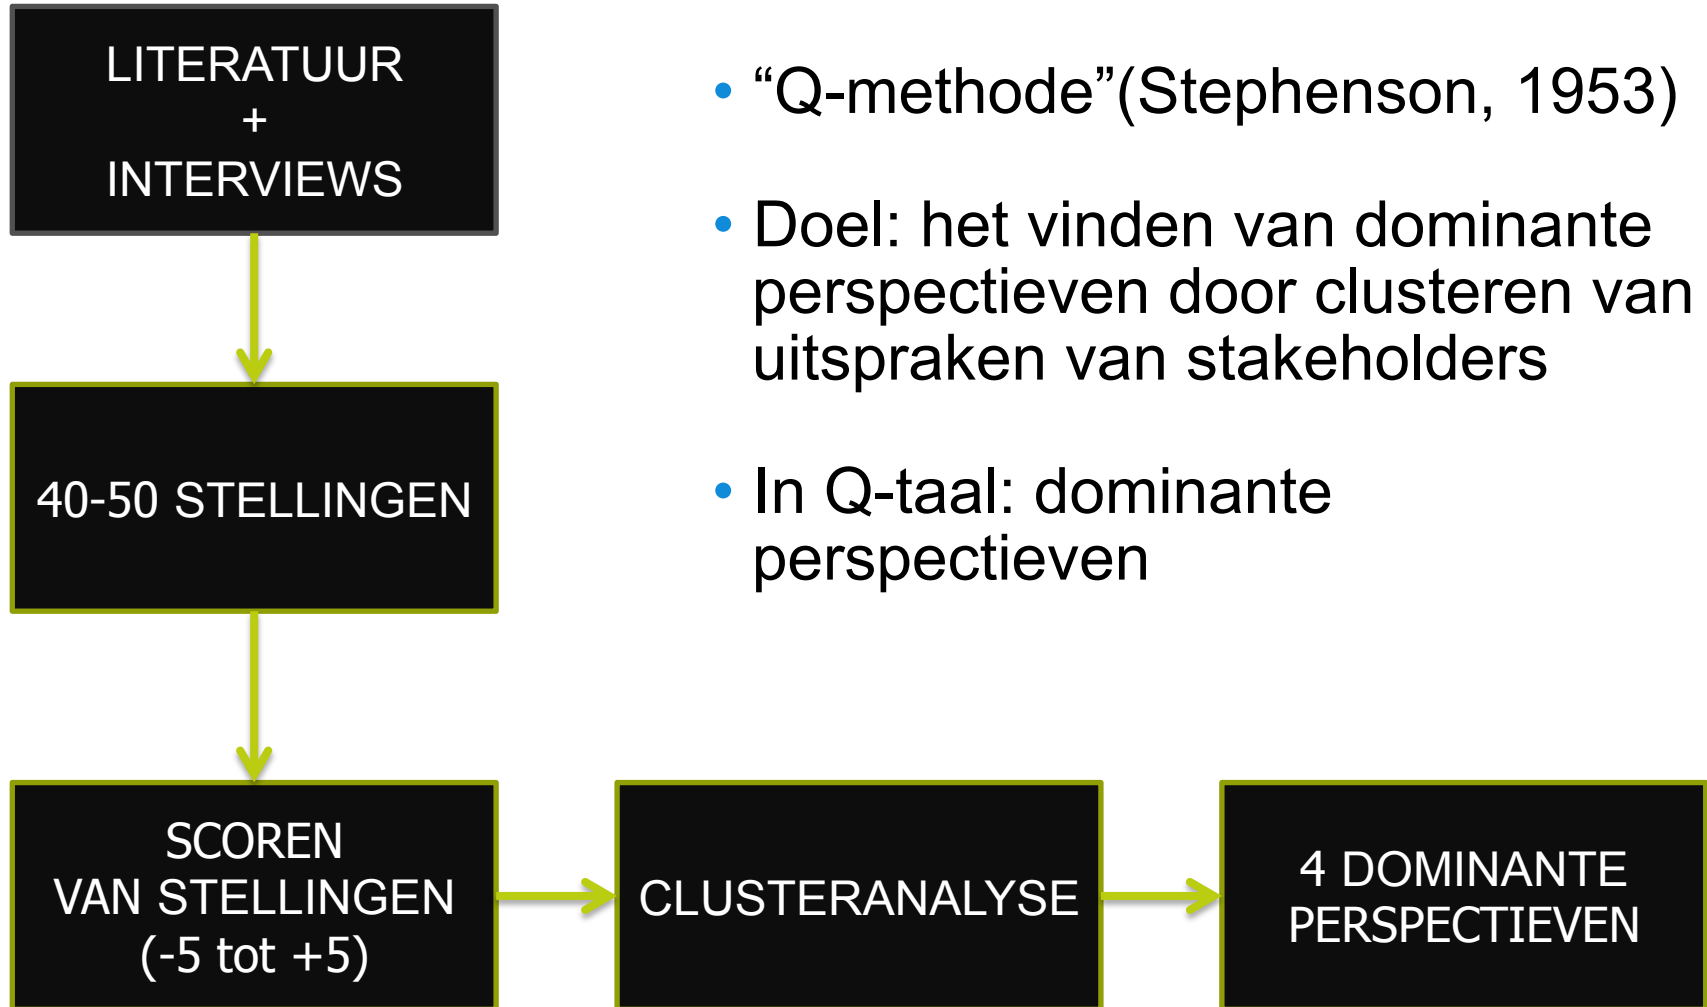 LITERATUUR
+
INTERVIEWS
40-50 STELLINGEN
SCOREN
VAN STELLINGEN
(-5 tot +5)
CLUSTERANALYSE
4 DOMINANTE
PERSPECTIEVEN
• “Q-methode”(Stephenson, 1953)
• Doel: het vinden van dominante
perspectieven door clusteren van
uitspraken van stakeholders
• In Q-taal: dominante
perspectieven